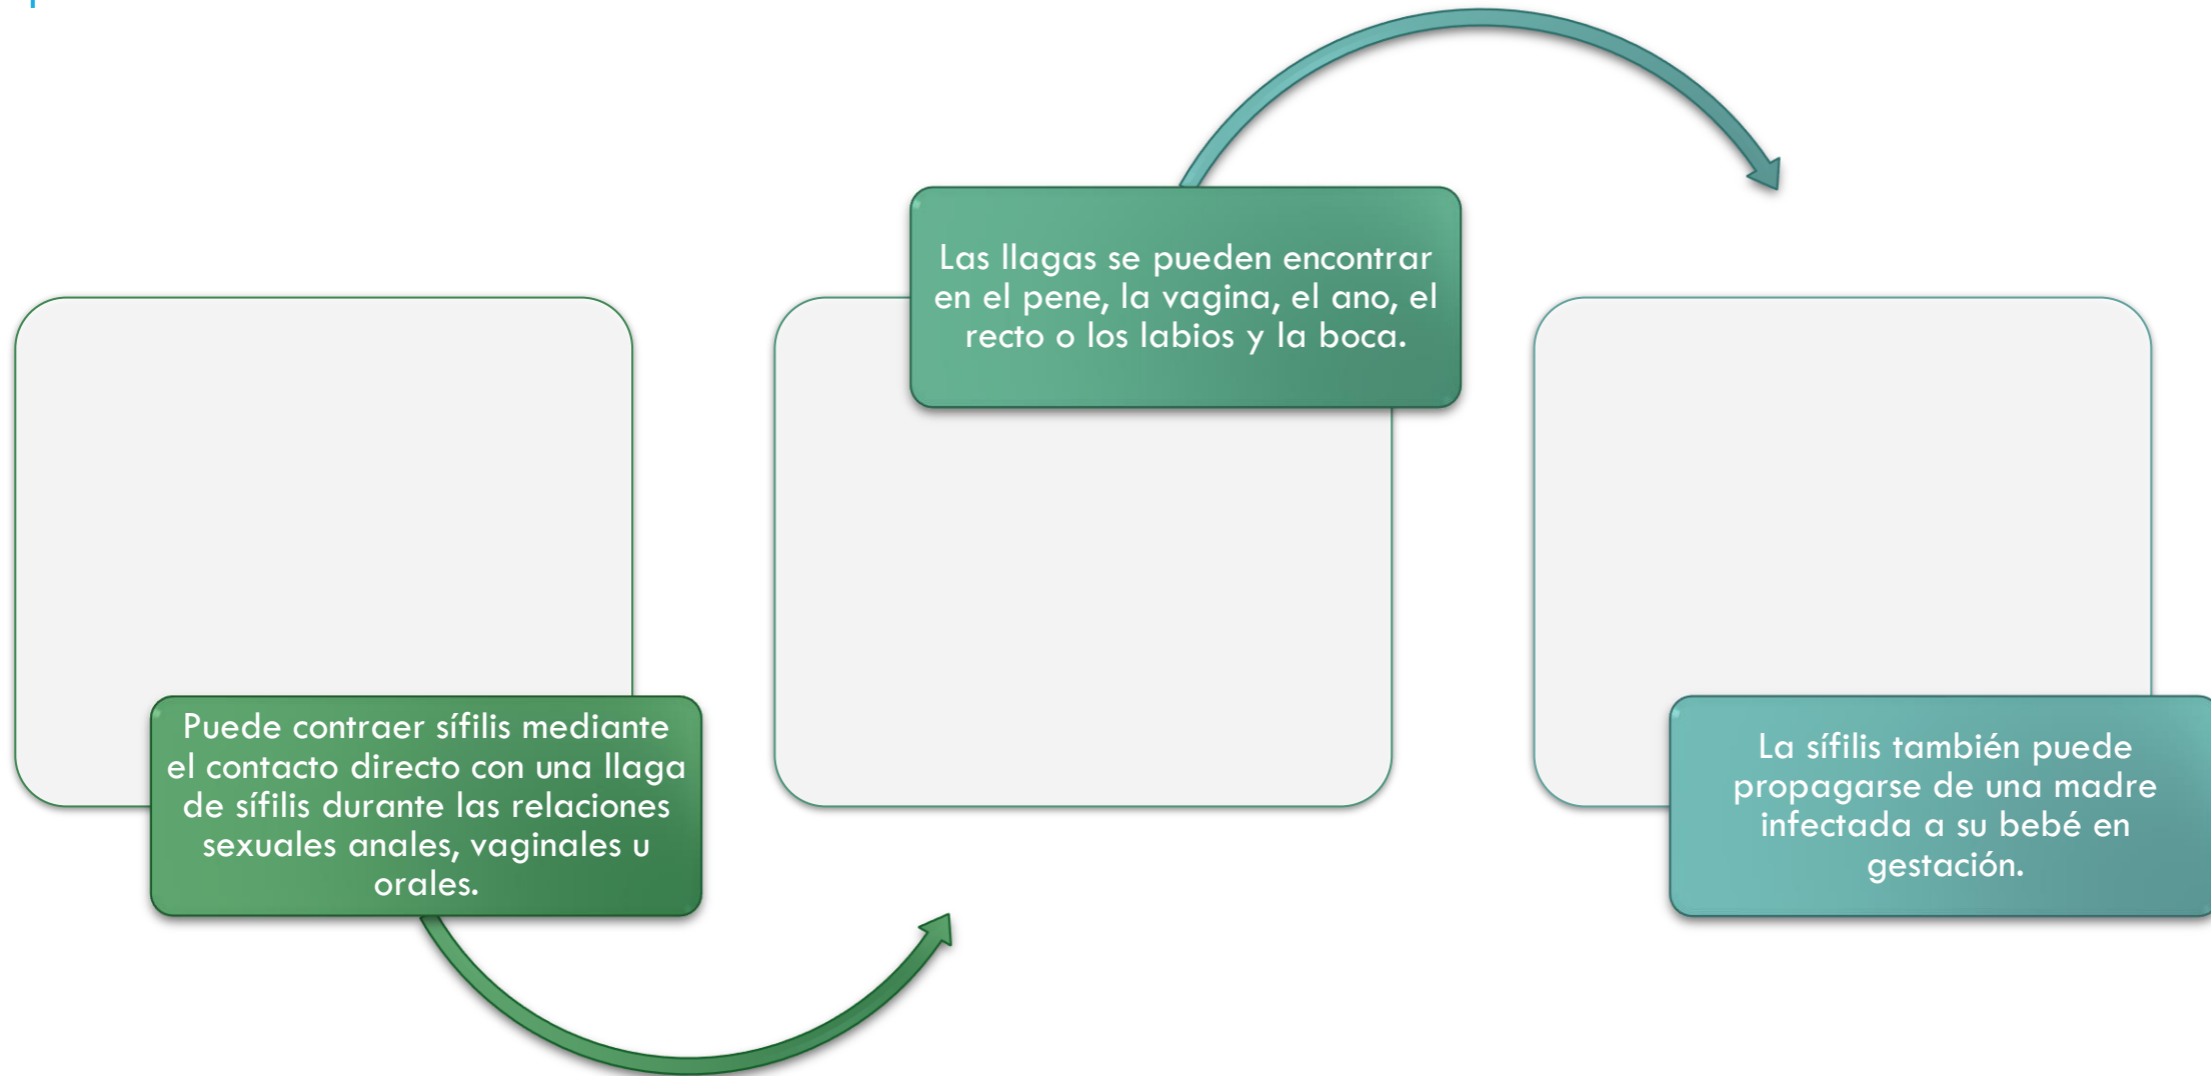 Puede contraer sífilis mediante
el contacto directo con una llaga
de sífilis durante las relaciones
sexuales anales, vaginales u
orales.
Las llagas se pueden encontrar
en el pene, la vagina, el ano, el
recto o los labios y la boca.
La sífilis también puede
propagarse de una madre
infectada a su bebé en
gestación.